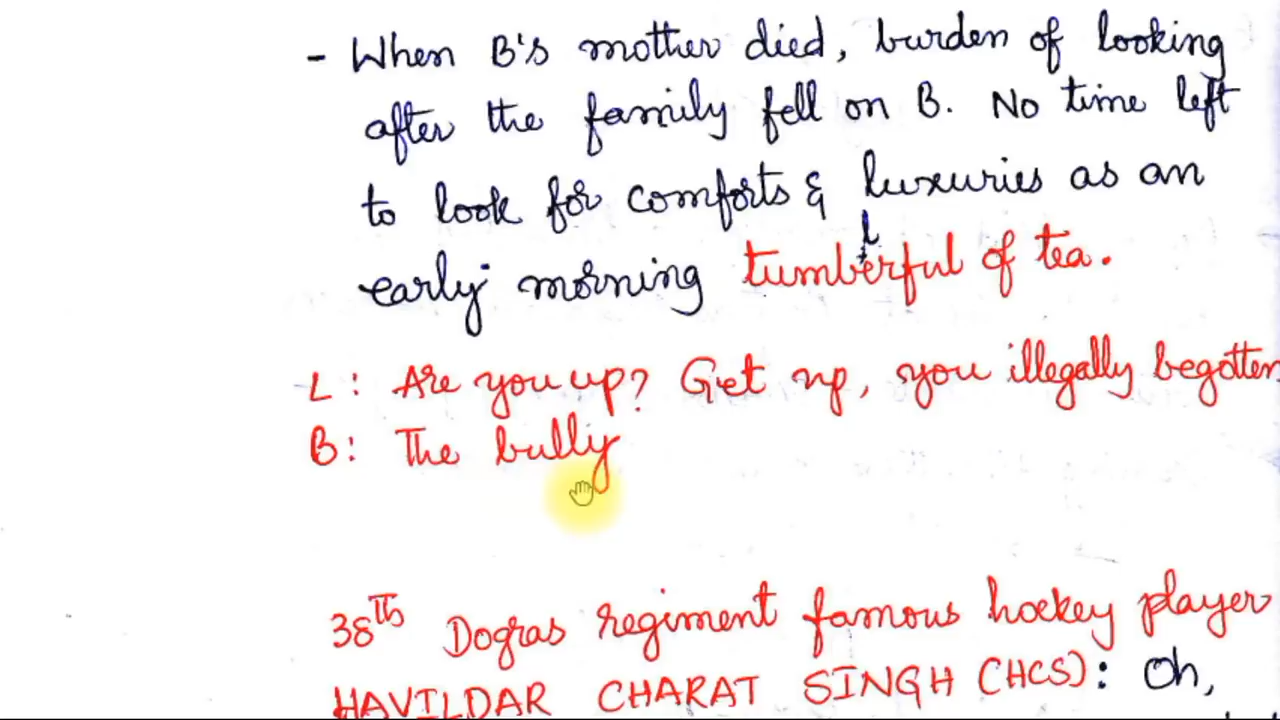 - When B's mother died, burden of looking
after the family fell on B. No time left
to look for comforts & luxuries as an
early morning tumblerful of tea.
L: Are you up? Get up, you illegally begotten
B: The bully
38th Dogras regiment famous hockey player
HAVILDAR CHARAT SINGH (HCS): Oh,